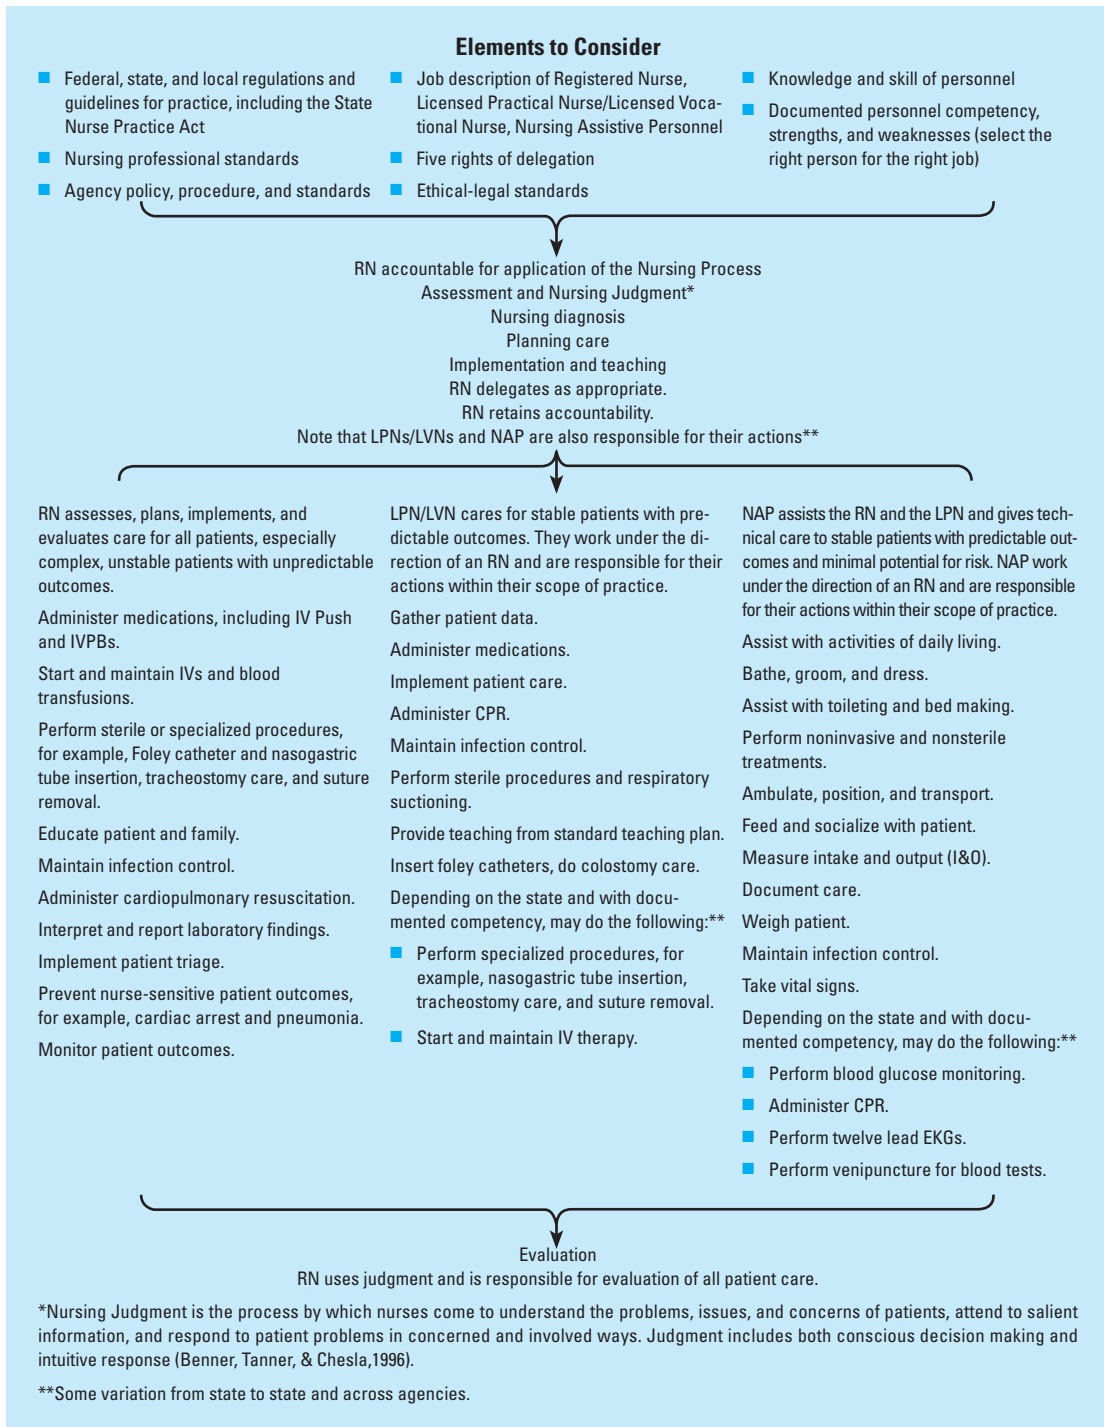 Elements to Consider
■ Federal, state, and local regulations and
guidelines for practice, including the State
Nurse Practice Act
■ Nursing professional standards
■ Agency policy, procedure, and standards
■ Job description of Registered Nurse,
Licensed Practical Nurse/Licensed Voca-
tional Nurse, Nursing Assistive Personnel
■ Five rights of delegation
■ Ethical-legal standards
■ Knowledge and skill of personnel
■ Documented personnel competency,
strengths, and weaknesses (select the
right person for the right job)
RN accountable for application of the Nursing Process
Assessment and Nursing Judgment*
Nursing diagnosis
Planning care
Implementation and teaching
RN delegates as appropriate.
RN retains accountability.
Note that LPNs/LVNs and NAP are also responsible for their actions**
RN assesses, plans, implements, and
evaluates care for all patients, especially
complex, unstable patients with unpredictable
outcomes.
Administer medications, including IV Push
and IVPBs.
Start and maintain IVs and blood
transfusions.
Perform sterile or specialized procedures,
for example, Foley catheter and nasogastric
tube insertion, tracheostomy care, and suture
removal.
Educate patient and family.
Maintain infection control.
Administer cardiopulmonary resuscitation.
Interpret and report laboratory findings.
Implement patient triage.
Prevent nurse-sensitive patient outcomes,
for example, cardiac arrest and pneumonia.
Monitor patient outcomes.
LPN/LVN cares for stable patients with pre-
dictable outcomes. They work under the di-
rection of an RN and are responsible for their
actions within their scope of practice.
Gather patient data.
Administer medications.
Implement patient care.
Administer CPR.
Maintain infection control.
Perform sterile procedures and respiratory
suctioning.
Provide teaching from standard teaching plan.
Insert foley catheters, do colostomy care.
Depending on the state and with docu-
mented competency, may do the following:**
■ Perform specialized procedures, for
example, nasogastric tube insertion,
tracheostomy care, and suture removal.
■ Start and maintain IV therapy.
NAP assists the RN and the LPN and gives tech-
nical care to stable patients with predictable out-
comes and minimal potential for risk. NAP work
under the direction of an RN and are responsible
for their actions within their scope of practice.
Assist with activities of daily living.
Bathe, groom, and dress.
Assist with toileting and bed making.
Perform noninvasive and nonsterile
treatments.
Ambulate, position, and transport.
Feed and socialize with patient.
Measure intake and output (I&O).
Document care.
Weigh patient.
Maintain infection control.
Take vital signs.
Depending on the state and with docu-
mented competency, may do the following:**
■ Perform blood glucose monitoring.
■ Administer CPR.
■ Perform twelve lead EKGs.
■ Perform venipuncture for blood tests.
Evaluation
RN uses judgment and is responsible for evaluation of all patient care.
*Nursing Judgment is the process by which nurses come to understand the problems, issues, and concerns of patients, attend to salient
information, and respond to patient problems in concerned and involved ways. Judgment includes both conscious decision making and
intuitive response (Benner, Tanner, & Chesla,1996).
**Some variation from state to state and across agencies.